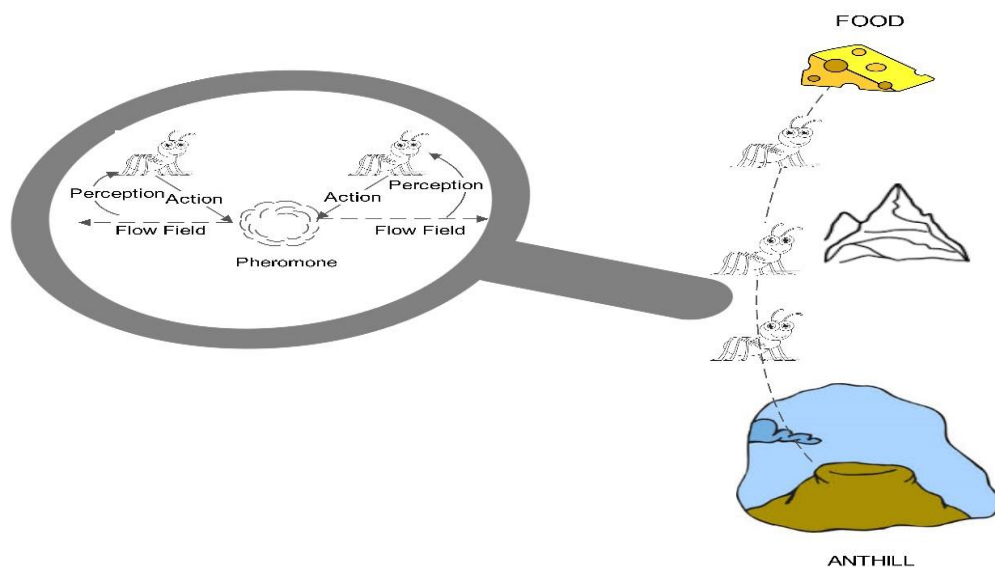 FOOD
Perception
Action
Flow Field
Pheromone
Action
Perception
Flow Field
ANTHILL